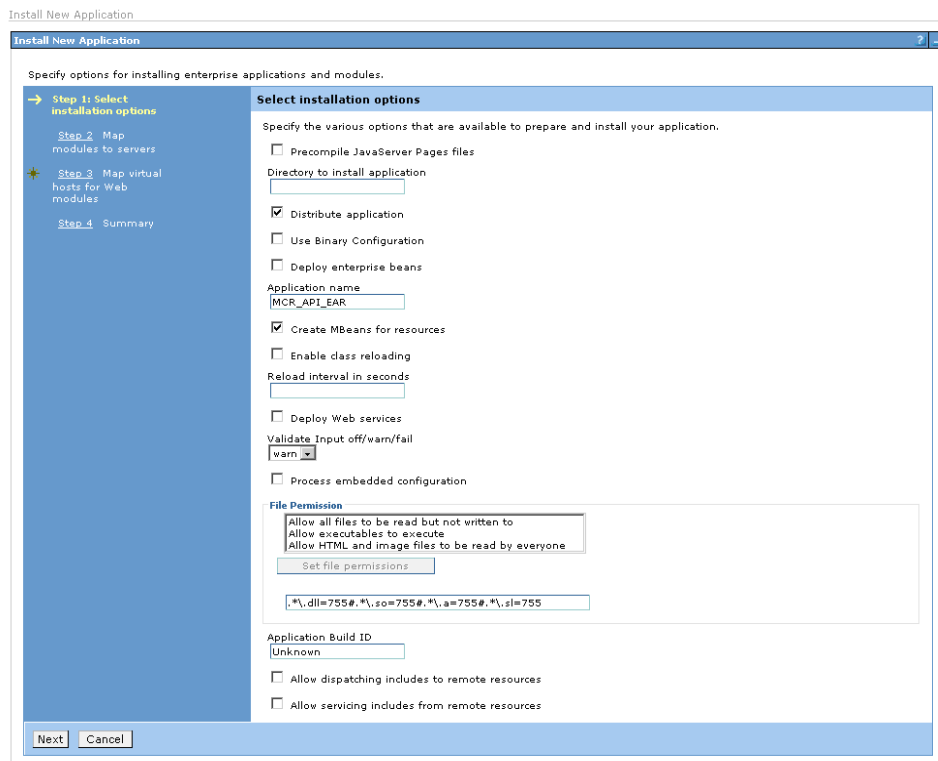 Install New Application
Install New Application
?
Specify options for installing enterprise applications and modules.
Step 1: Select
installation options
Step 2 Map
modules to servers
Step 3 Map virtual
hosts for Web
modules
Step 4 Summary
Select installation options
Specify the various options that are available to prepare and install your application.
Precompile JavaServer Pages files
Directory to install application
Distribute application
Use Binary Configuration
Deploy enterprise beans
Application name
MCR_API_EAR
Create MBeans for resources
Enable class reloading
Reload interval in seconds
Deploy Web services
Validate Input off/warn/fail
warn
Process embedded configuration
File Permission
Allow all files to be read but not written to
Allow executables to execute
Allow HTML and image files to be read by everyone
Set file permissions
.*\.dll=755#.*\.so=755#.*\.a=755#.*\.sl=755
Application Build ID
Unknown
Allow dispatching includes to remote resources
Allow servicing includes from remote resources
Next Cancel